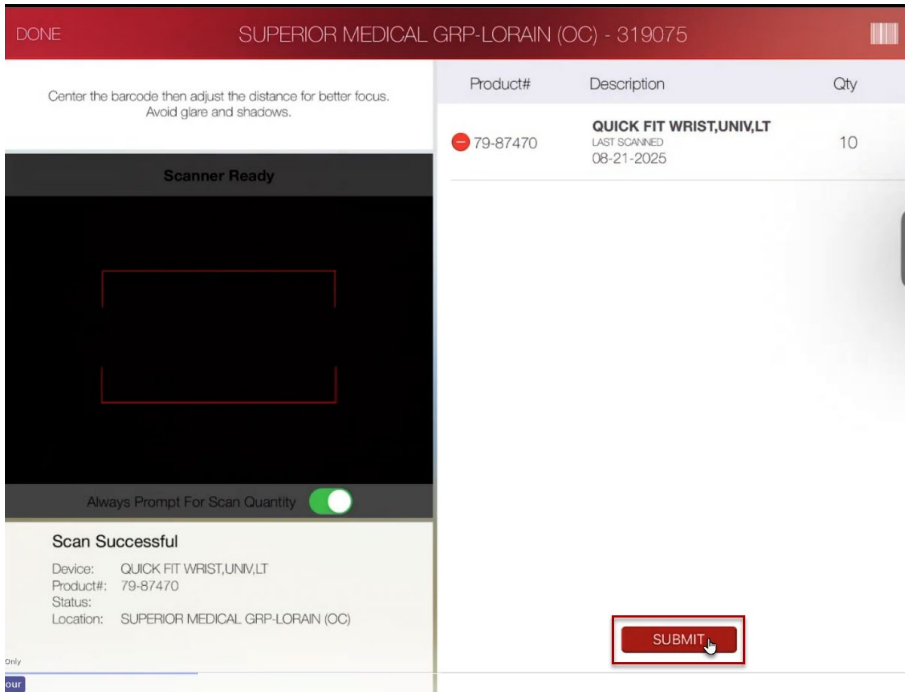 DONE
SUPERIOR MEDICAL GRP-LORAIN (OC) - 319075
Center the barcode then adjust the distance for better focus.
Avoid glare and shadows.
Scanner Ready
Always Prompt For Scan Quantity
Scan Successful
Device: QUICK FIT WRIST,UNIV,LT
Product#: 79-87470
Status:
Location: SUPERIOR MEDICAL GRP-LORAIN (OC)
Only
our
Product# Description Qty
79-87470 QUICK FIT WRIST,UNIV,LT 10
LAST SCANNED
08-21-2025
SUBMIT